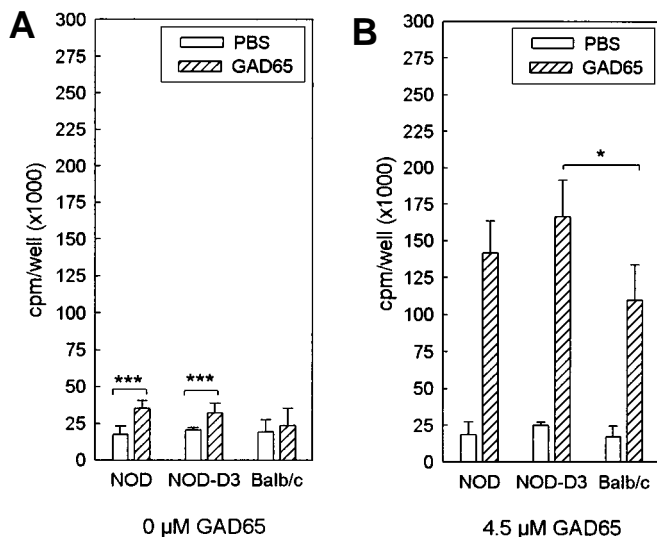 A
300
275
250
225
200
175
150
125
100
75
50
25
0
cpm/well (x1000)
PBS
GAD65
***
***
NOD
NOD-D3
Balb/c
0 µM GAD65
B
300
275
250
225
200
175
150
125
100
75
50
25
0
cpm/well (x1000)
PBS
GAD65
*
NOD
NOD-D3
Balb/c
4.5 µM GAD65